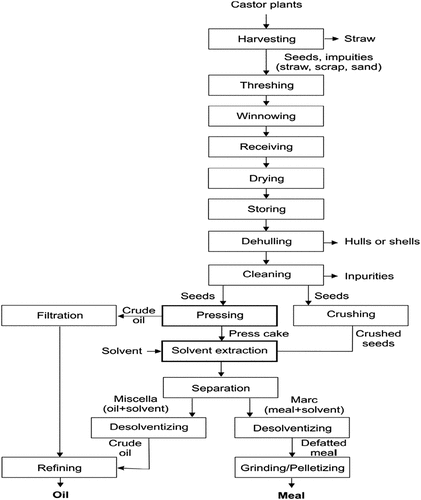 Castor plants
Harvesting
Straw
Seeds, impuities
(straw, scrap, sand)
Threshing
Winnowing
Receiving
Drying
Storing
Dehulling
Hulls or shells
Cleaning
Inpurities
Seeds
Seeds
Filtration
Crude
oil
Pressing
Crushing
Press cake
Crushed
seeds
Solvent
Solvent extraction
Separation
Miscella
(oil+solvent)
Marc
(meal+solvent)
Desolventizing
Desolventizing
Crude
oil
Defatted
meal
Refining
Grinding/Pelletizing
Oil
Meal